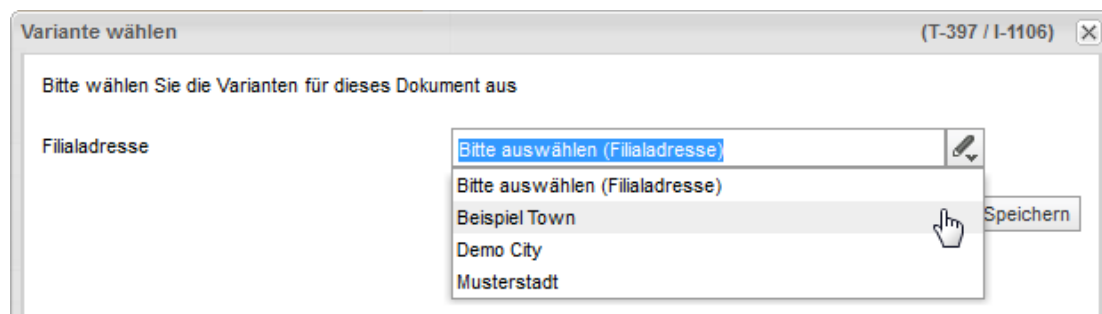 Variante wählen (T-397 / I-1106)
Bitte wählen Sie die Varianten für dieses Dokument aus
Filialadresse Bitte auswählen (Filialadresse)
Bitte auswählen (Filialadresse)
Beispiel Town
Speichern
Demo City
Musterstadt